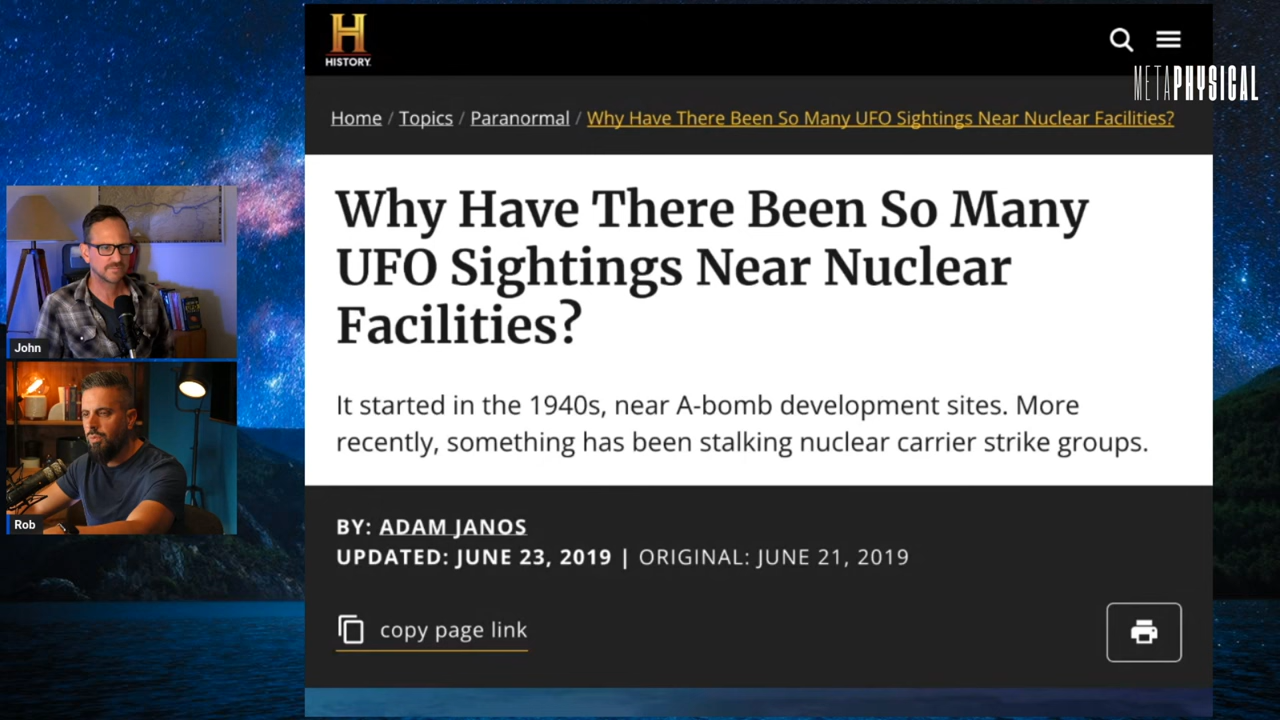 H
HISTORY.
METAPHYSICAL
Home / Topics / Paranormal / Why Have There Been So Many UFO Sightings Near Nuclear Facilities?
Why Have There Been So Many
UFO Sightings Near Nuclear
Facilities?
It started in the 1940s, near A-bomb development sites. More
recently, something has been stalking nuclear carrier strike groups.
BY: ADAM JANOS
UPDATED: JUNE 23, 2019 | ORIGINAL: JUNE 21, 2019
copy page link
John
Rob